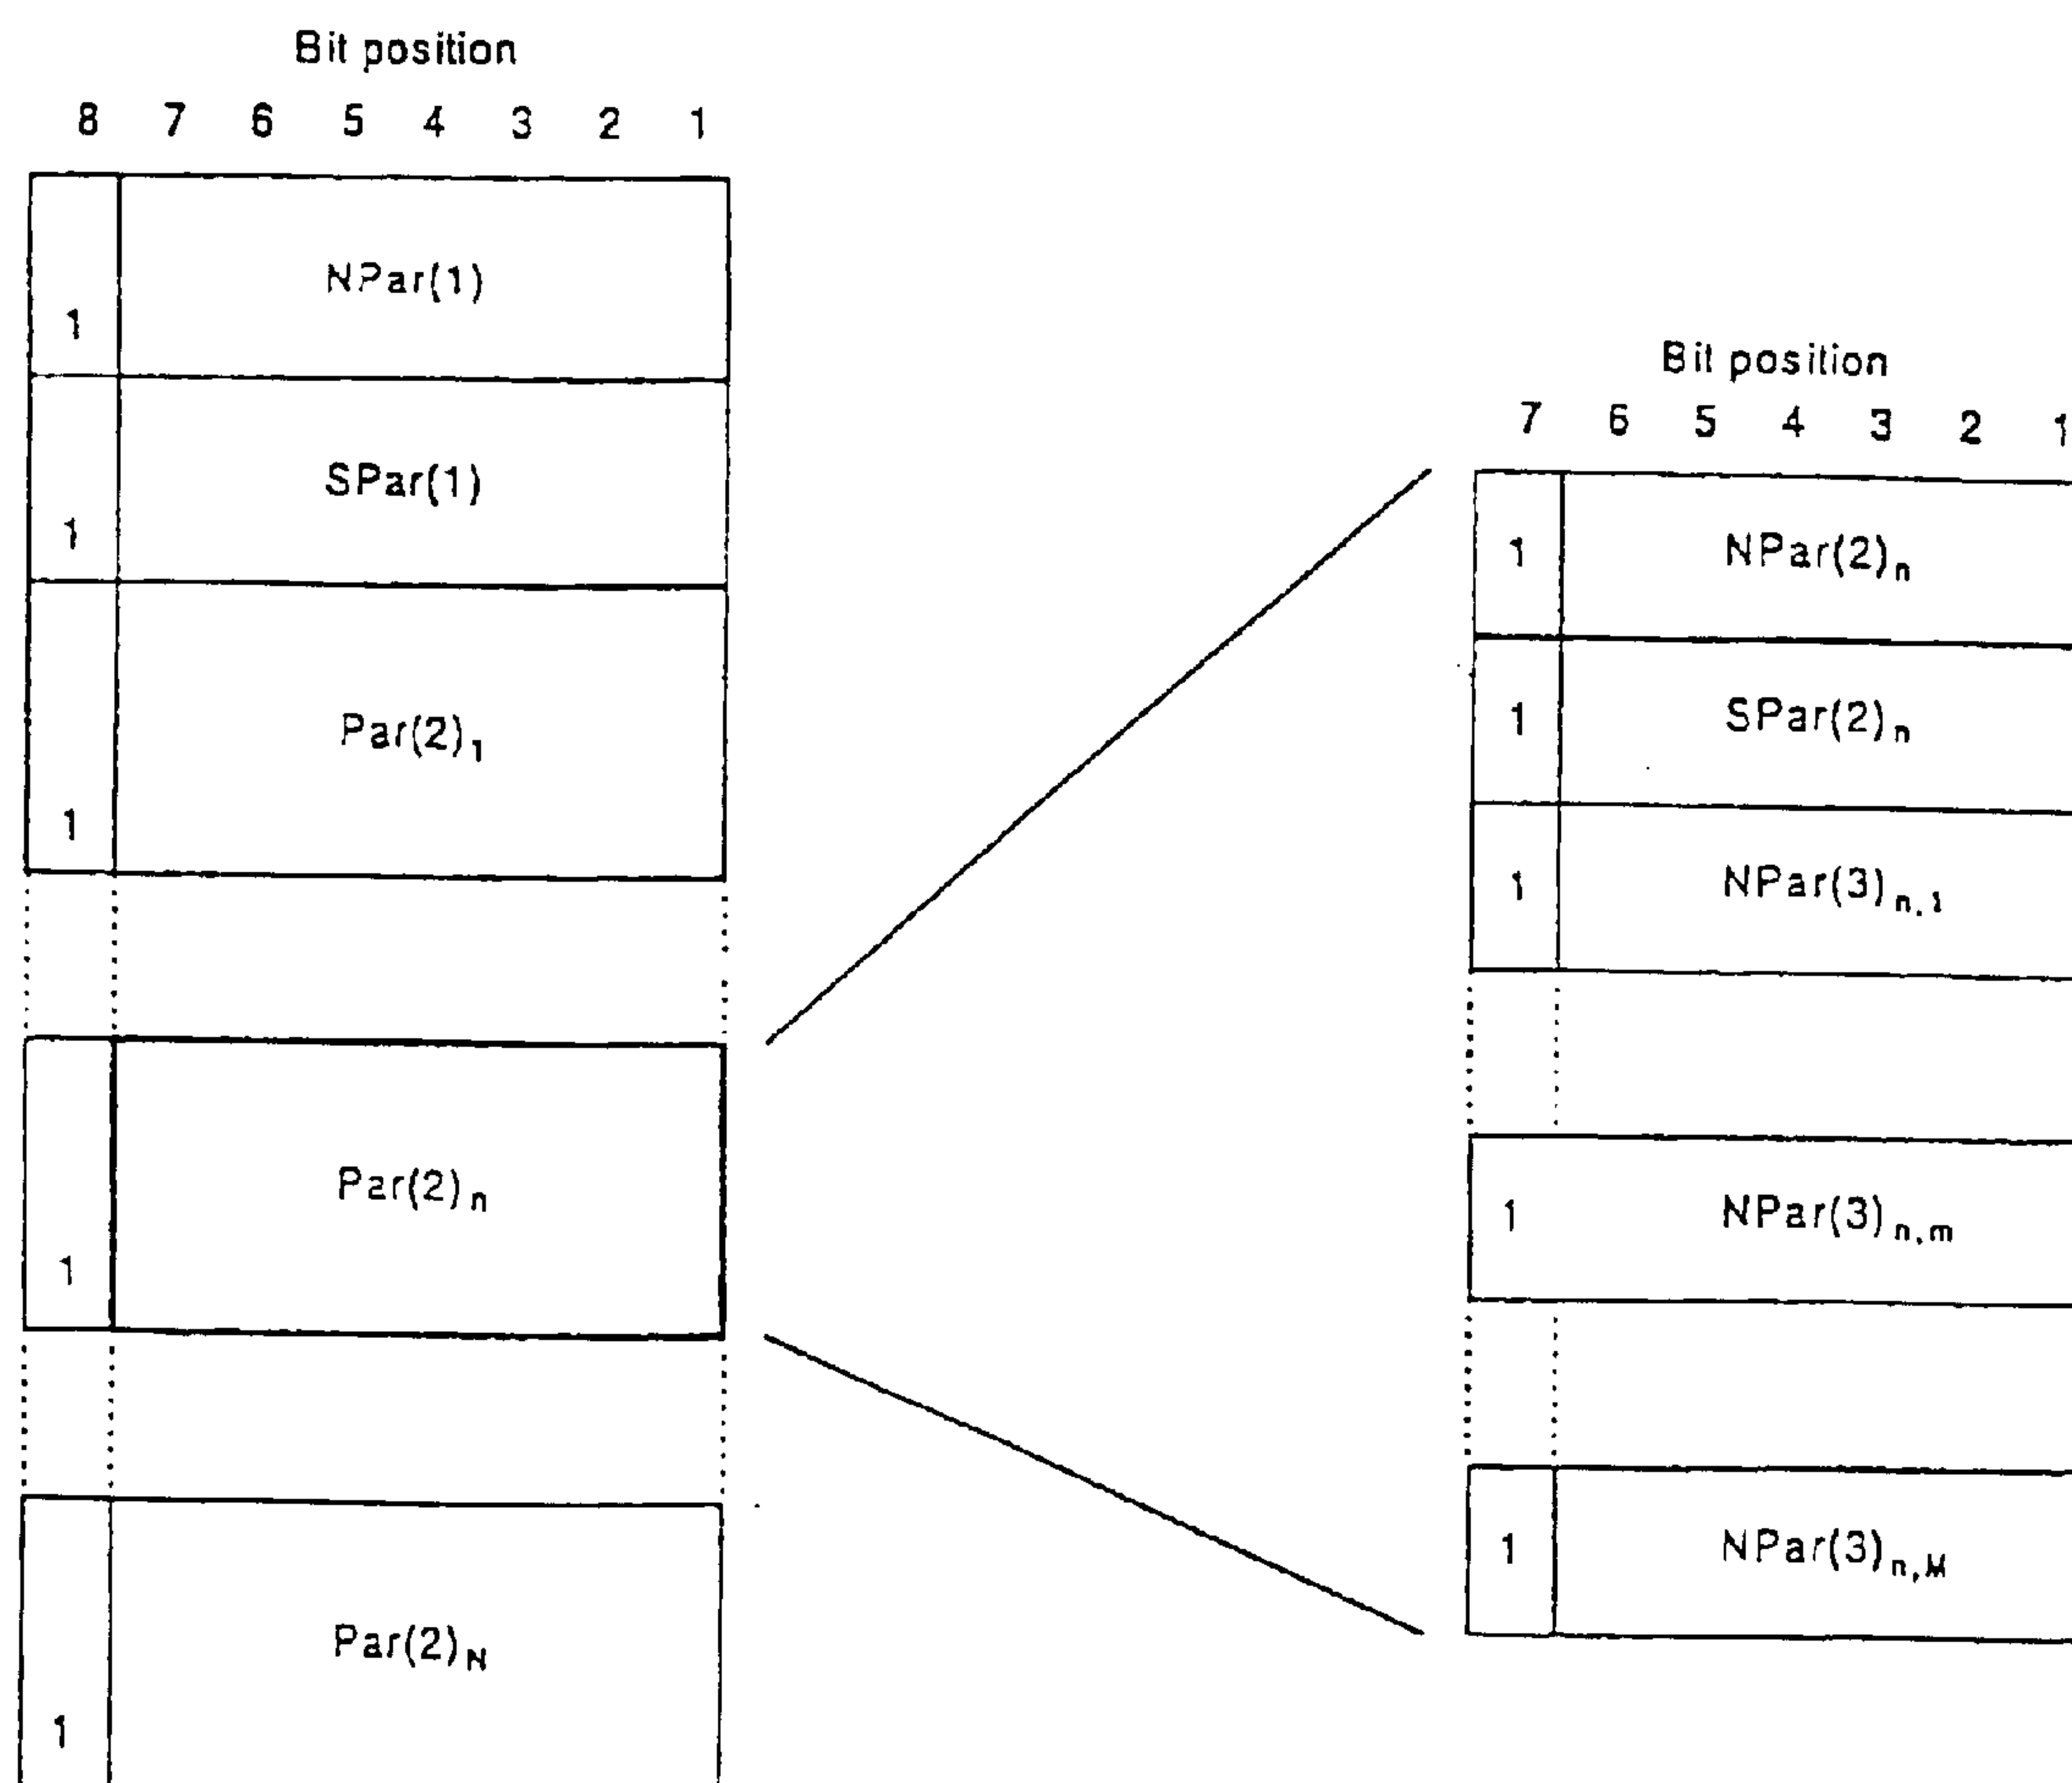 Bit position
8 7 6 5 4 3 2 1
NPar(1)
1
SPar(1)
1
Par(2)1
1
Par(2)n
1
Par(2)N
1
Bit position
7 6 5 4 3 2 1
1 NPar(2)n
1 SPar(2)n
1 NPar(3)n,1
1 NPar(3)n,m
1 NPar(3)n,M